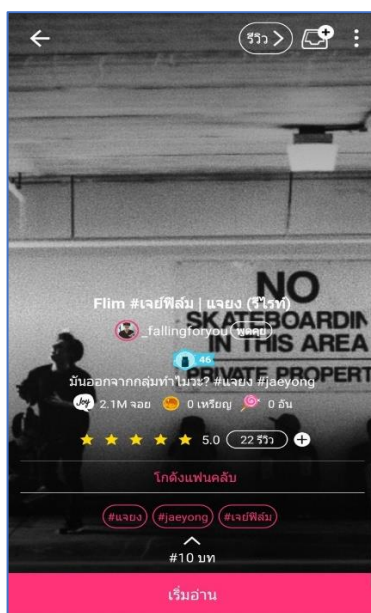 รีวิว
NO
SKATEBOARDIN
IN THIS AREA
PRIVATE PROPERT
Flim #เจย์ฟิล์ม | แจยง (รีไรท์)
_fallingforyou พูดคุย
46
มันออกจากกลุ่มทำไมวะ? #แจยง #jaeyong
Joy 2.1M จอย 0 เหรียญ 0 อัน
5.0 22 รีวิว
โกดังแฟนคลับ
#แจยง #jaeyong #เจย์ฟิล์ม
#10 บท
เริ่มอ่าน